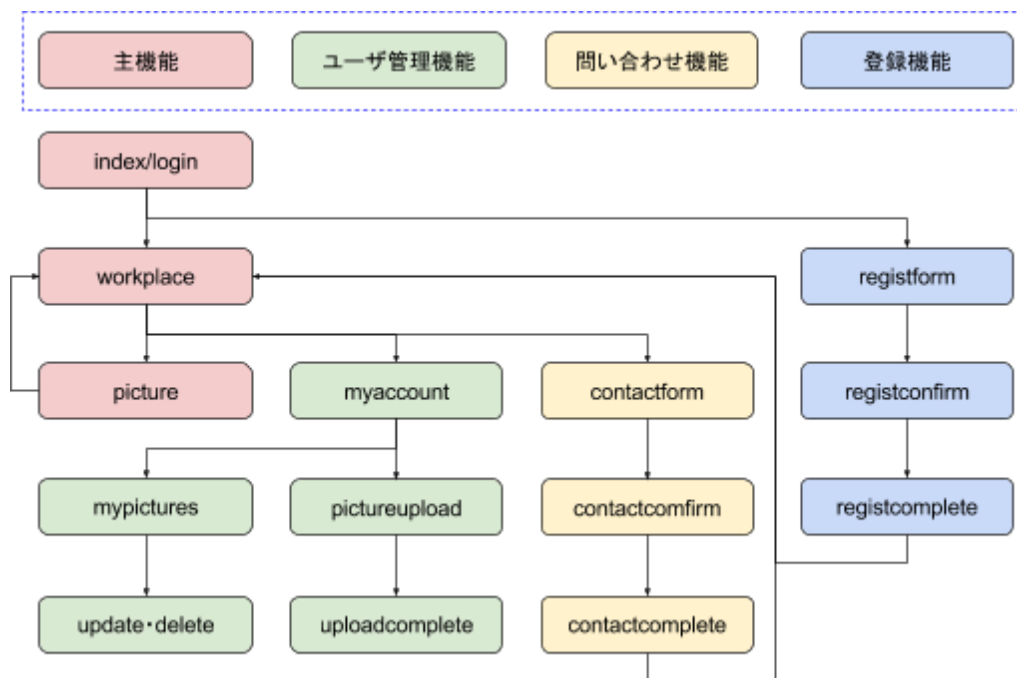 主機能
ユーザ管理機能
問い合わせ機能
登録機能
index/login
workplace
registform
picture
myaccount
contactform
registconfirm
mypictures
pictureupload
contactcomfirm
registcomplete
update・delete
uploadcomplete
contactcomplete